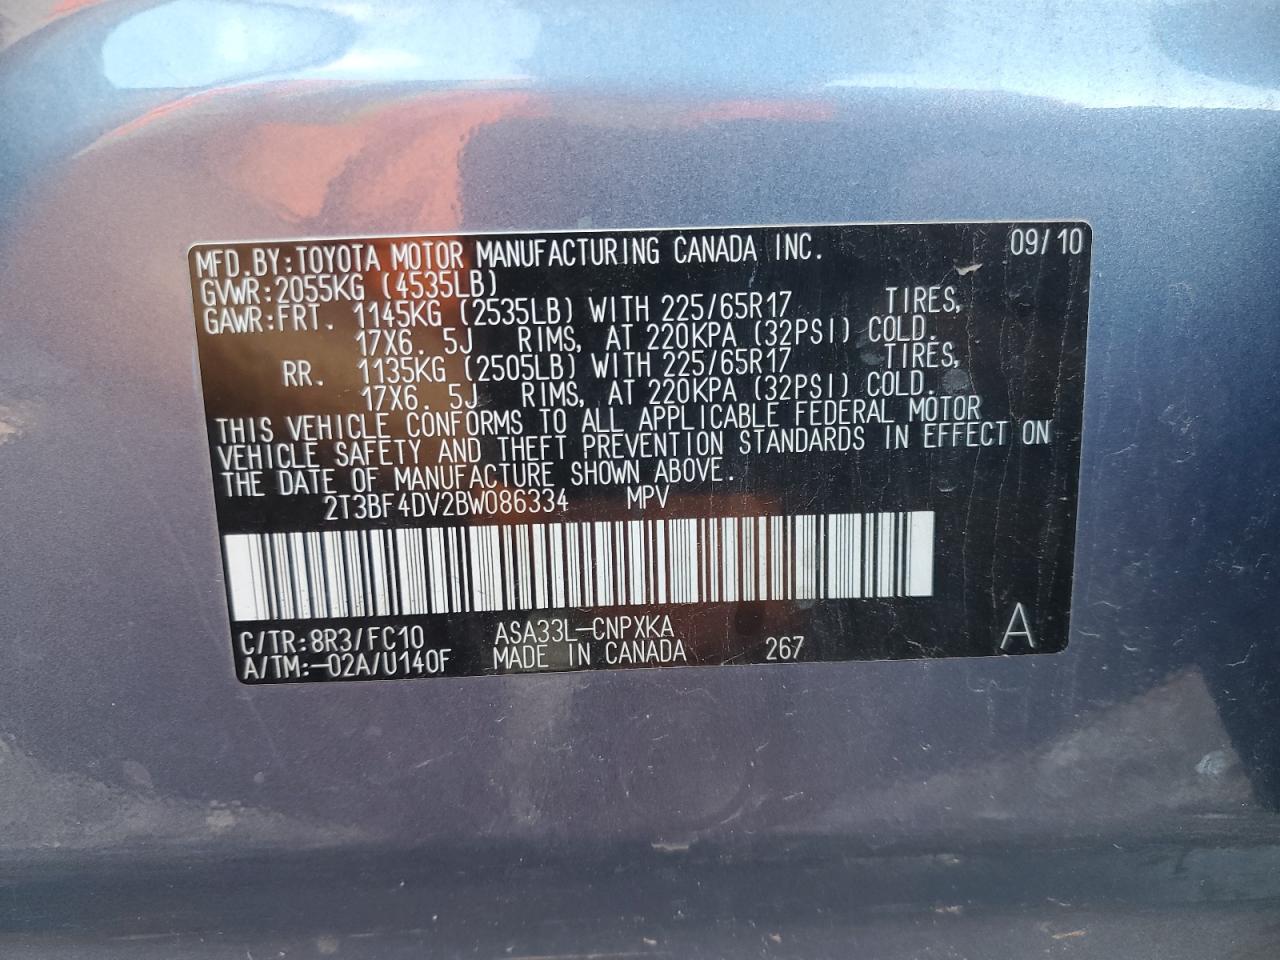 MFD.BY:TOYOTA MOTOR MANUFACTURING CANADA INC. 09/10
GVWR:2055KG (4535LB)
GAWR:FRT. 1145KG (2535LB) WITH 225/65R17 TIRES,
17X6.5J RIMS, AT 220KPA (32PSI) COLD.
RR. 1135KG (2505LB) WITH 225/65R17 TIRES,
17X6.5J RIMS, AT 220KPA (32PSI) COLD.
THIS VEHICLE CONFORMS TO ALL APPLICABLE FEDERAL MOTOR
VEHICLE SAFETY AND THEFT PREVENTION STANDARDS IN EFFECT ON
THE DATE OF MANUFACTURE SHOWN ABOVE.
2T3BF4DV2BW086334 MPV
C/TR:8R3/FC10 ASA33L-CNPXKA A
A/TM:-02A/U140F MADE IN CANADA 267